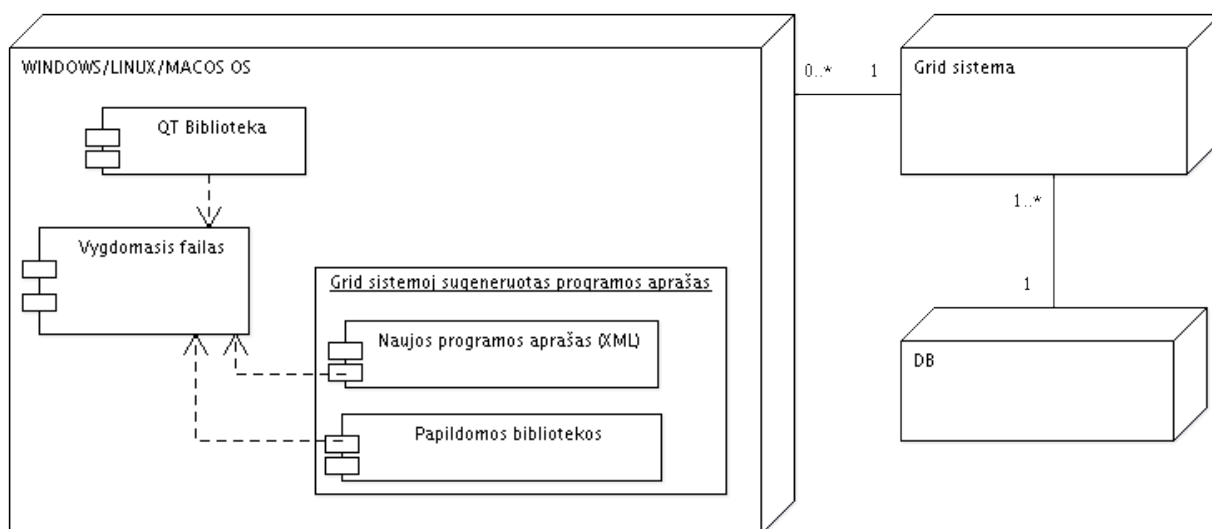 WINDOWS/LINUX/MACOS OS
QT Biblioteka
Vygdomasis failas
Grid sistemoj sugeneruotas programos aprašas
Naujos programos aprašas (XML)
Papildomos bibliotekos
0..*
1
Grid sistema
1..*
1
DB